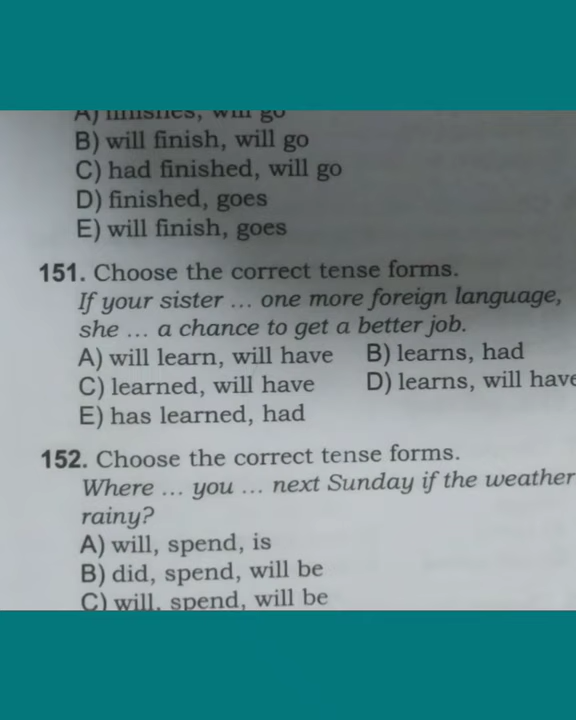 A) finishes, will go
B) will finish, will go
C) had finished, will go
D) finished, goes
E) will finish, goes
151. Choose the correct tense forms.
If your sister ... one more foreign language,
she ... a chance to get a better job.
A) will learn, will have B) learns, had
C) learned, will have D) learns, will have
E) has learned, had
152. Choose the correct tense forms.
Where ... you ... next Sunday if the weather
rainy?
A) will, spend, is
B) did, spend, will be
C) will, spend, will be